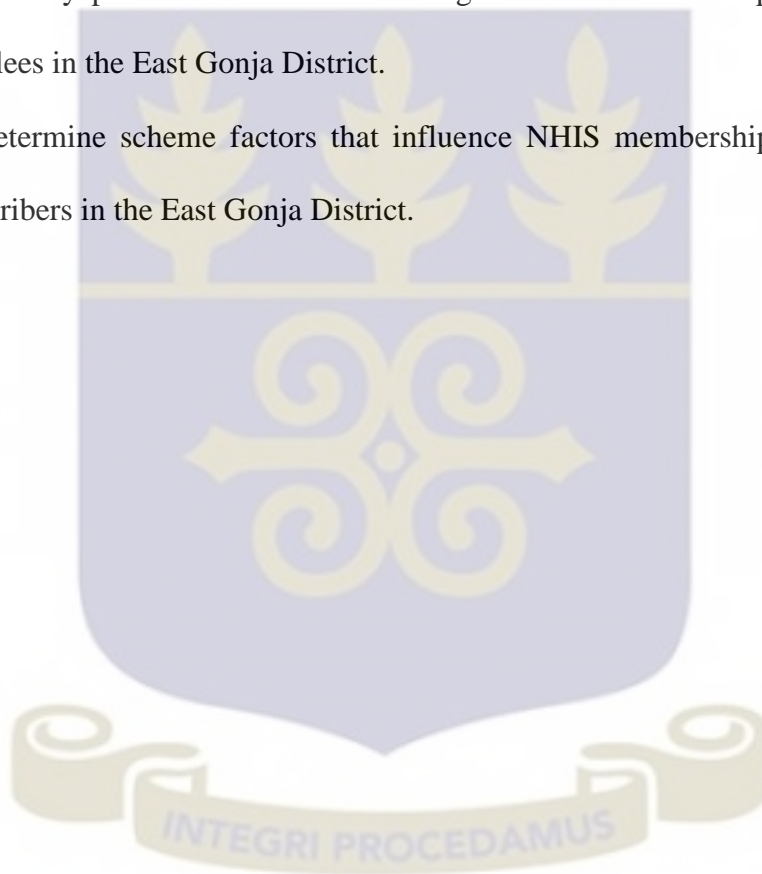 lees in the East Gonja District.
etermine scheme factors that influence NHIS membership
ribers in the East Gonja District.
INTEGRI PROCEDAMUS